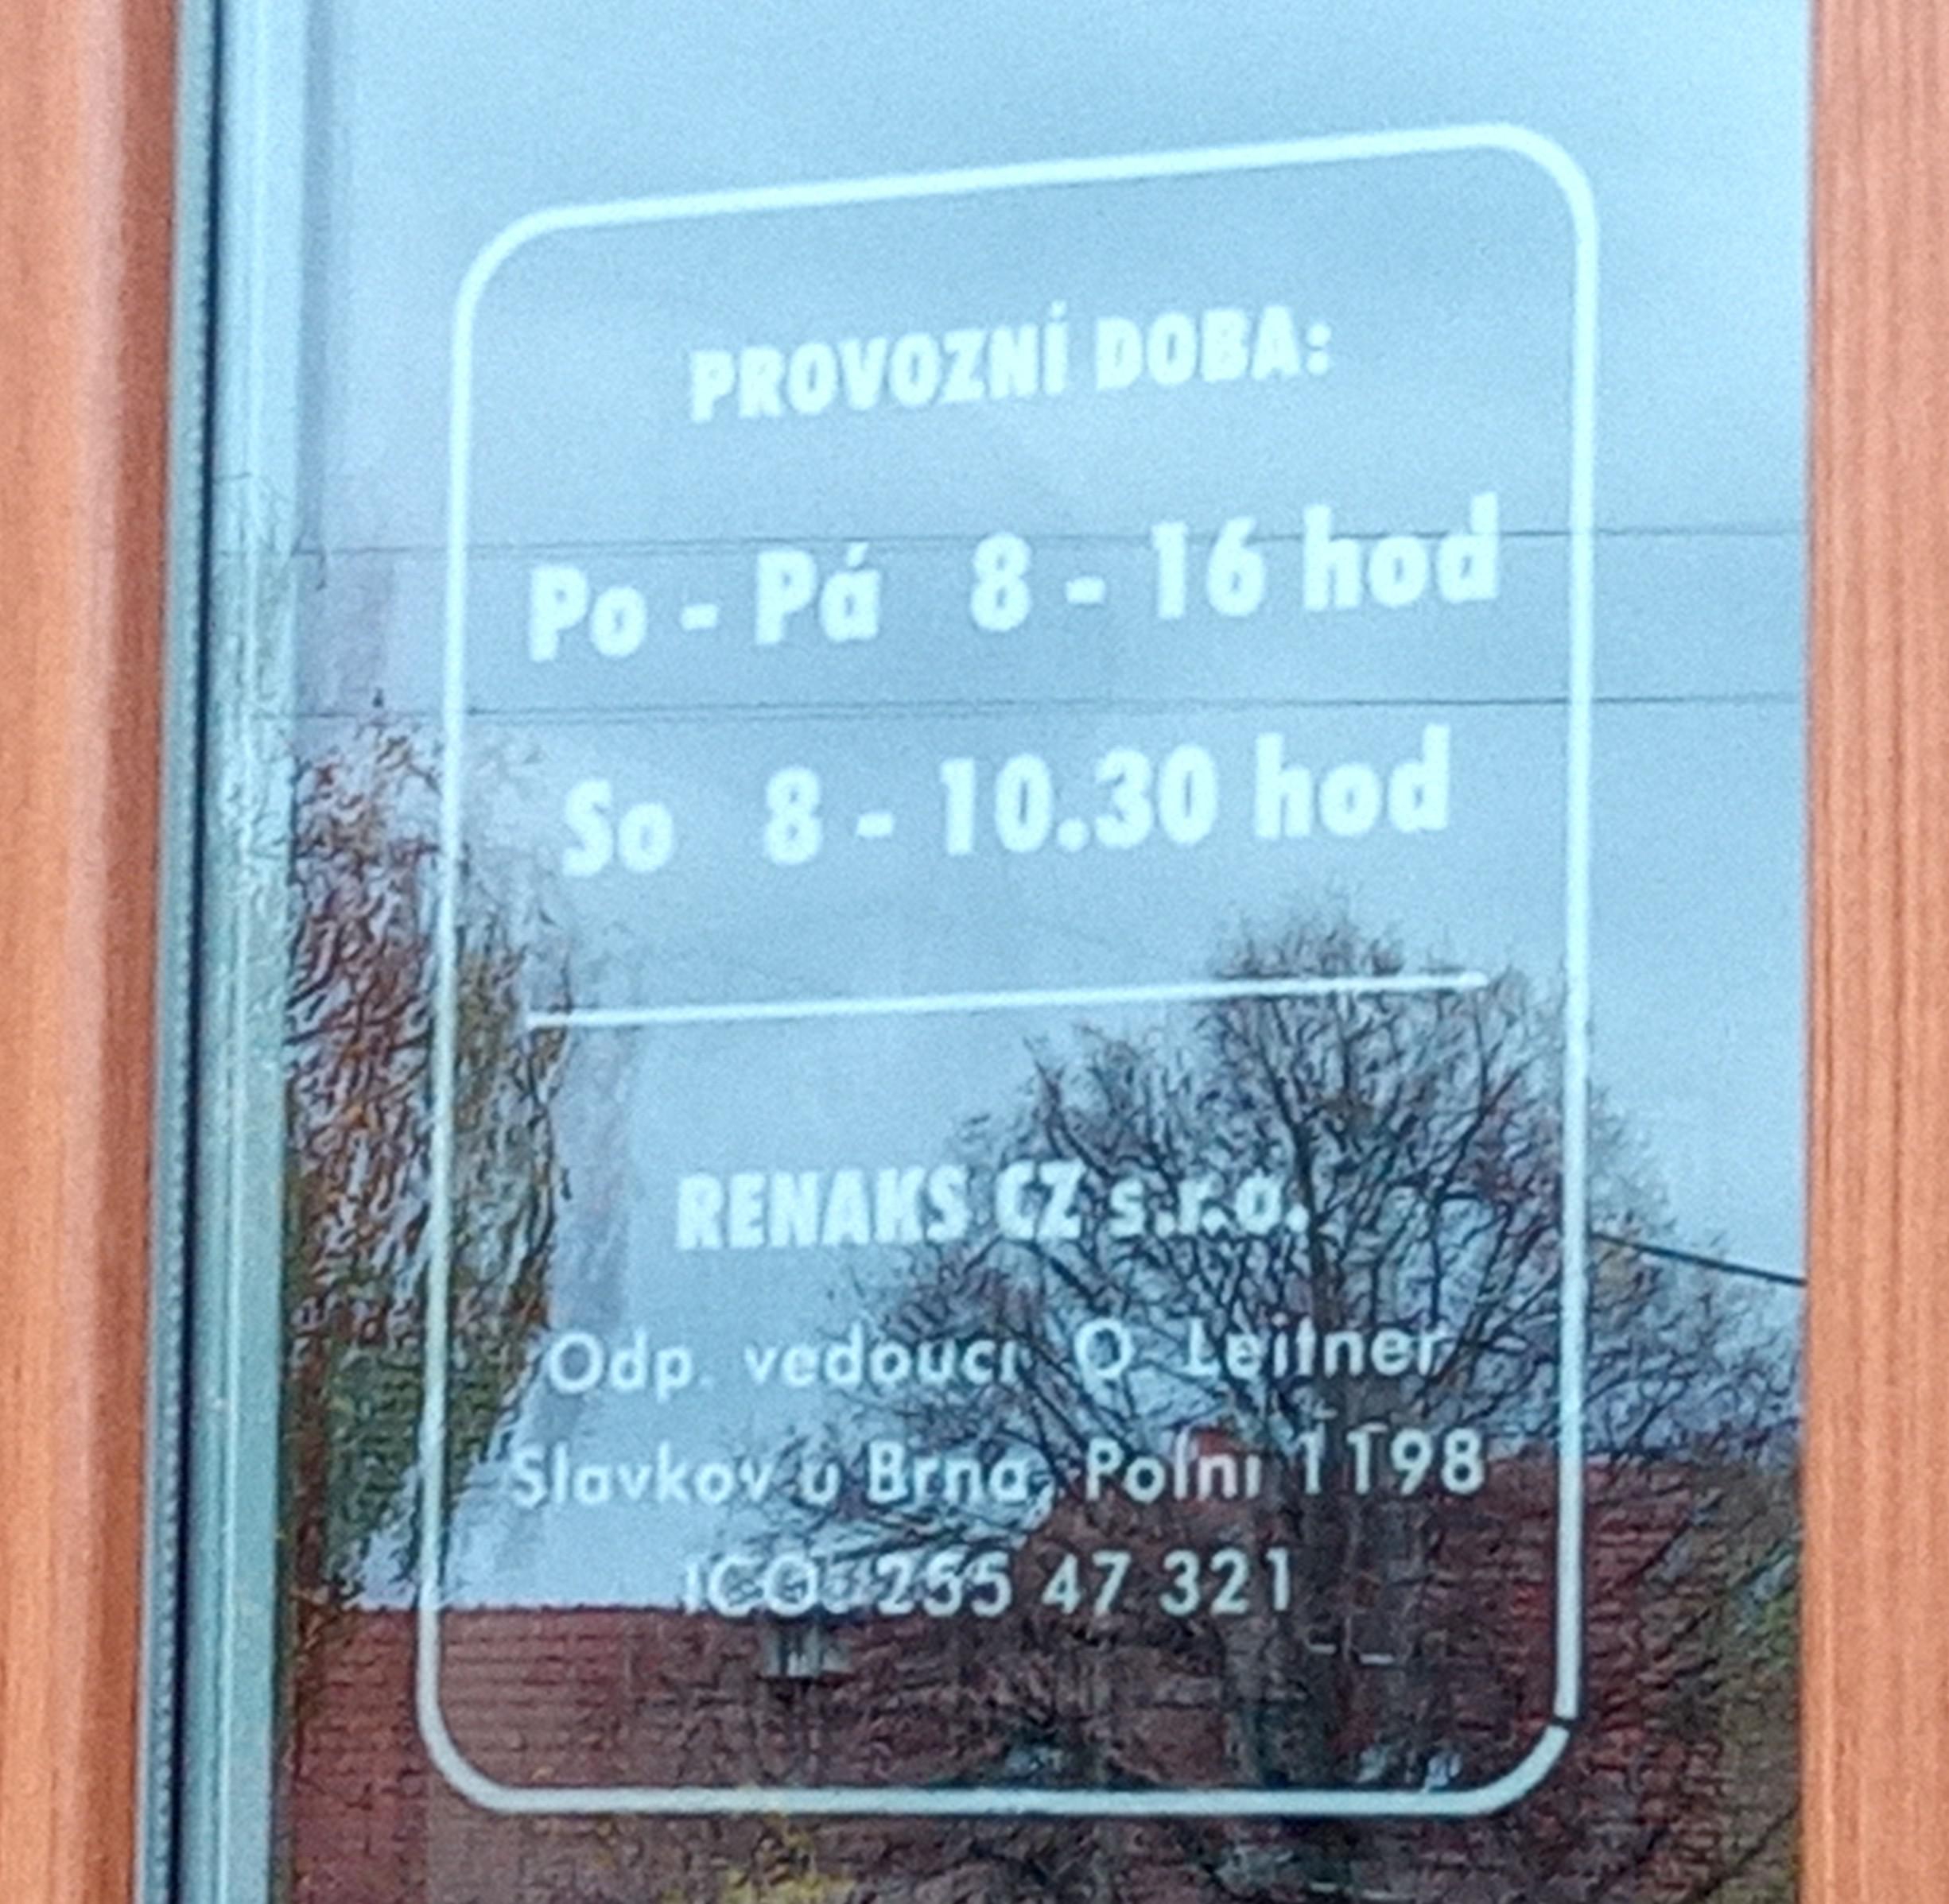 PROVOZNÍ DOBA:
Po - Pá 8 - 16 hod
So 8 - 10.30 hod
RENAKS CZ s.r.o.
Odp. vedoucí O. Leitner
Slavkov u Brna, Polní 1198
IČO: 255 47 321